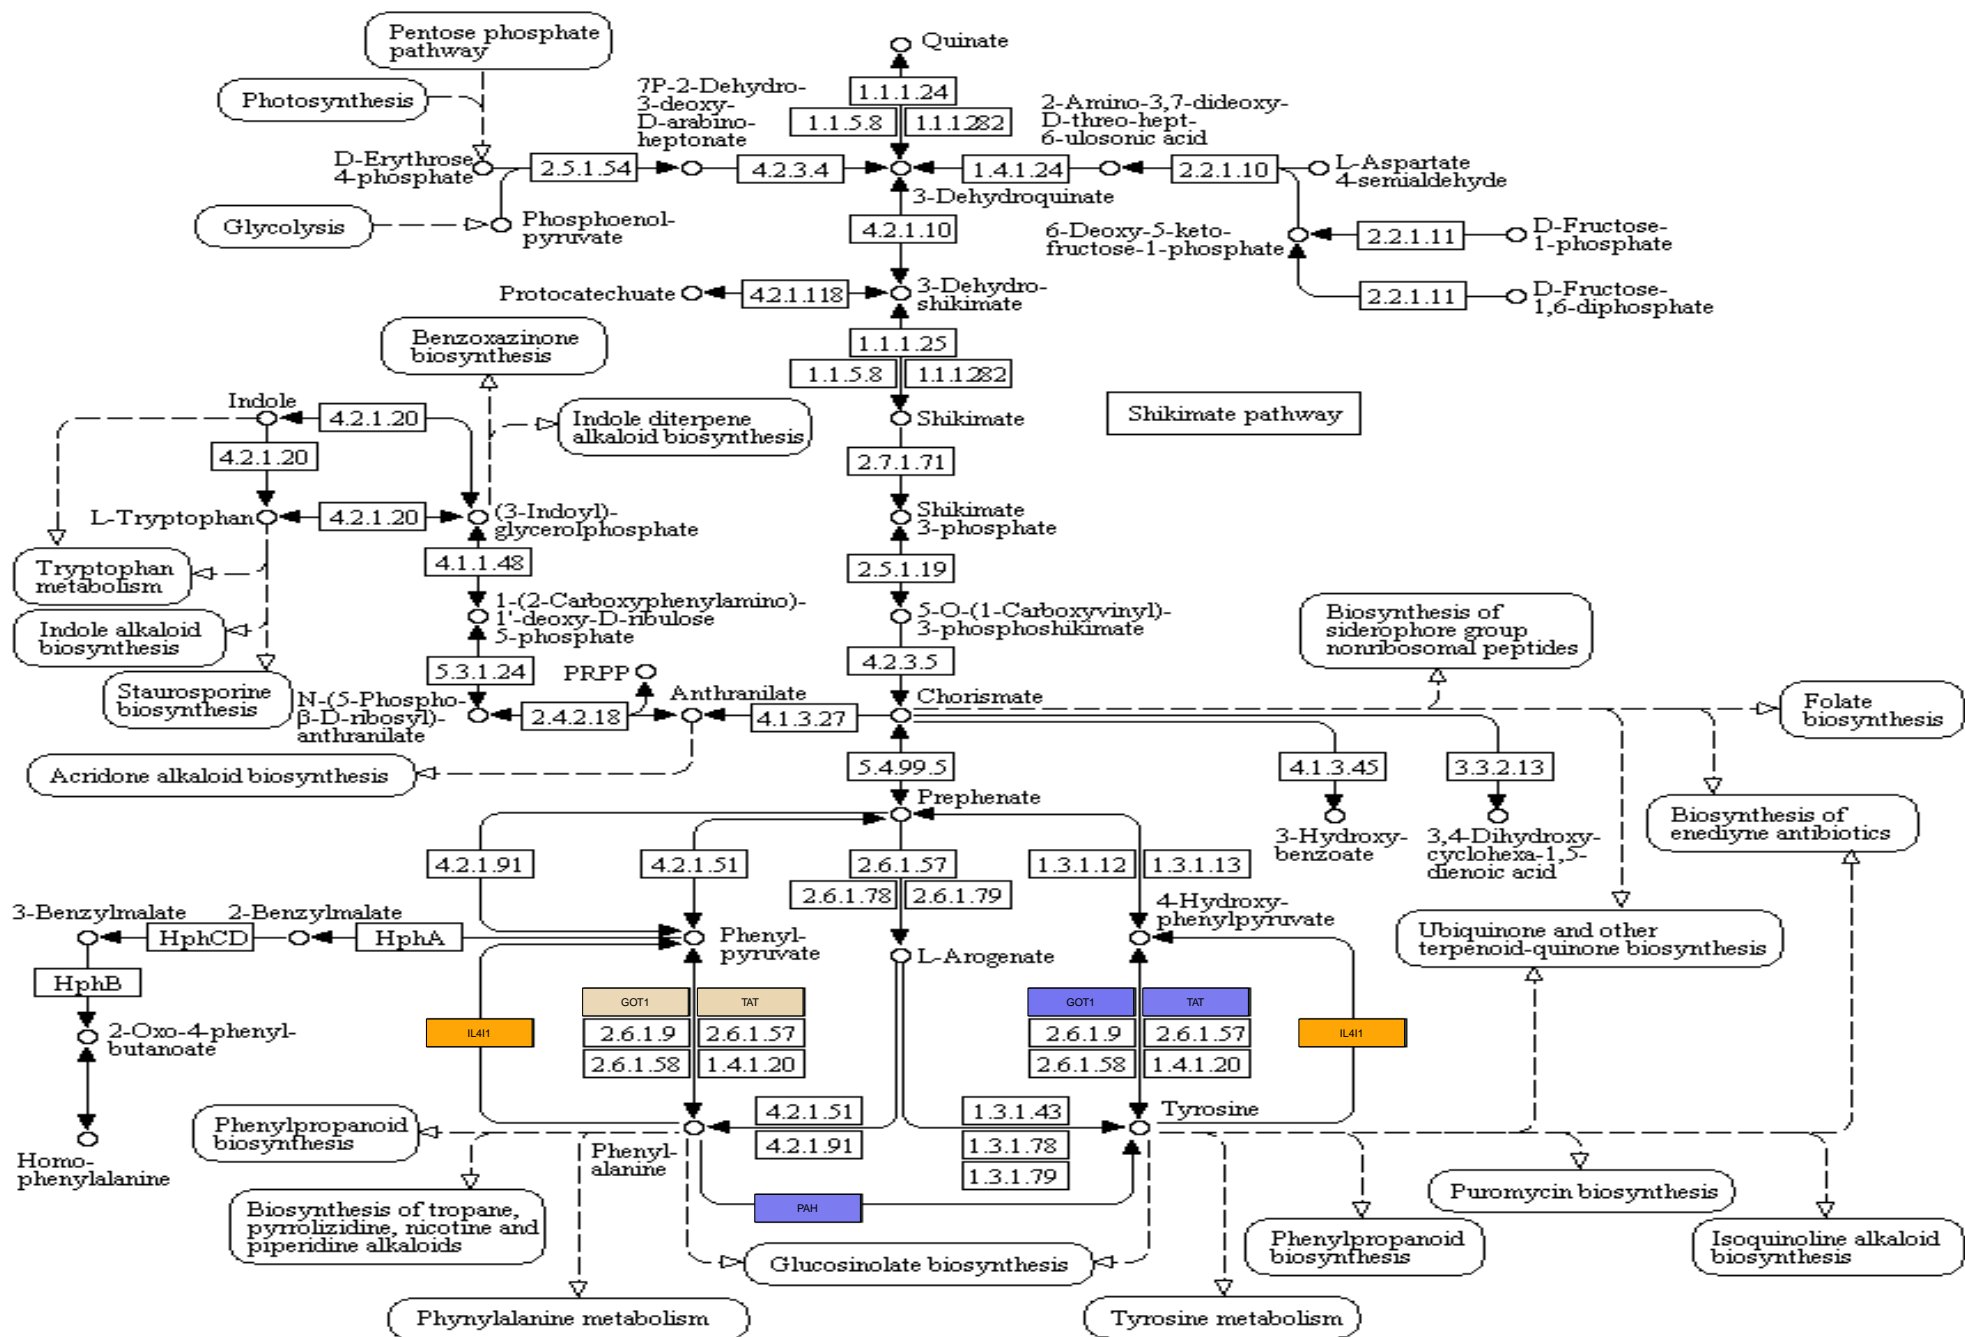 Pentose phosphate
pathway
Photosynthesis
Quinate
7P-2-Dehydro-
3-deoxy-
D-arabino-
heptonate
1.1.1.24
1.1.5.8
1.1.1.282
2-Amino-3,7-dideoxy-
D-threo-hept-
6-ulosonic acid
D-Erythrose
4-phosphate
2.5.1.54
4.2.3.4
1.4.1.24
2.2.1.10
L-Aspartate
4-semialdehyde
3-Dehydroquinate
Glycolysis
Phosphoenol-
pyruvate
4.2.1.10
6-Deoxy-5-keto-
fructose-1-phosphate
2.2.1.11
D-Fructose-
1-phosphate
Protocatechuate
4.2.1.118
3-Dehydro-
shikimate
2.2.1.11
D-Fructose-
1,6-diphosphate
Benzoxazinone
biosynthesis
1.1.1.25
1.1.5.8
1.1.1.282
Indole
4.2.1.20
Indole diterpene
alkaloid biosynthesis
Shikimate
Shikimate pathway
4.2.1.20
2.7.1.71
L-Tryptophan
4.2.1.20
(3-Indoyl)-
glycerolphosphate
Shikimate
3-phosphate
Tryptophan
metabolism
4.1.1.48
2.5.1.19
Indole alkaloid
biosynthesis
1-(2-Carboxyphenylamino)-
1'-deoxy-D-ribulose
5-phosphate
5-O-(1-Carboxyvinyl)-
3-phosphoshikimate
Biosynthesis of
siderophore group
nonribosomal peptides
Staurosporine
biosynthesis
5.3.1.24
PRPP
4.2.3.5
N-(5-Phospho-
β-D-ribosyl)-
anthranilate
2.4.2.18
Anthranilate
4.1.3.27
Chorismate
Folate
biosynthesis
Acridone alkaloid biosynthesis
5.4.99.5
4.1.3.45
3.3.2.13
Prephenate
3-Hydroxy-
benzoate
3,4-Dihydroxy-
cyclohexa-1,5-
dienoic acid
Biosynthesis of
enediyne antibiotics
4.2.1.91
4.2.1.51
2.6.1.57
2.6.1.78
2.6.1.79
1.3.1.12
1.3.1.13
3-Benzylmalate
2-Benzylmalate
HphCD
HphA
Phenyl-
pyruvate
4-Hydroxy-
phenylpyruvate
Ubiquinone and other
terpenoid-quinone biosynthesis
L-Arogenate
HphB
GOT1
TAT
GOT1
TAT
2-Oxo-4-phenyl-
butanoate
IL4I1
2.6.1.9
2.6.1.57
2.6.1.9
2.6.1.57
IL4I1
2.6.1.58
1.4.1.20
2.6.1.58
1.4.1.20
Phenylpropanoid
biosynthesis
4.2.1.51
1.3.1.43
Tyrosine
Homo-
phenylalanine
Phenyl-
alanine
4.2.1.91
1.3.1.78
1.3.1.79
Biosynthesis of tropane,
pyrrolizidine, nicotine and
piperidine alkaloids
PAH
Puromycin biosynthesis
Phenylpropanoid
biosynthesis
Isoquinoline alkaloid
biosynthesis
Glucosinolate biosynthesis
Phynylalanine metabolism
Tyrosine metabolism